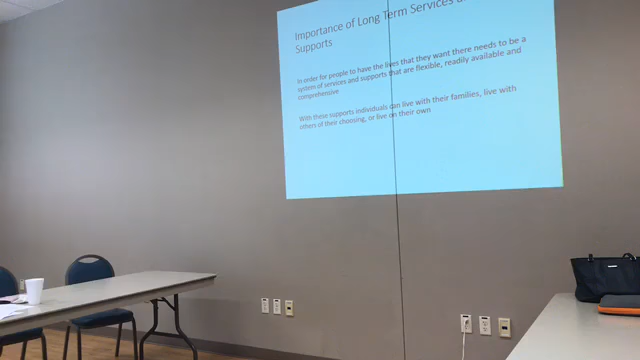 Importance of Long Term Services a
Supports
In order for people to have the lives that they want there needs to be a
system of services and supports that are flexible, readily available and
comprehensive
With these supports individuals can live with their families, live with
others of their choosing, or live on their own